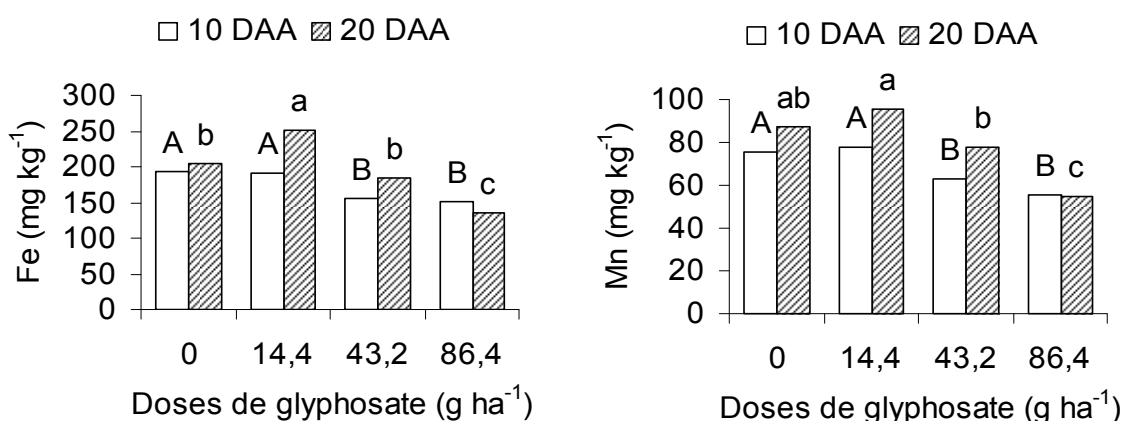 10 DAA 20 DAA
Fe (mg kg⁻¹)
300
250
200
150
100
50
0
A b A a B b B c
0 14,4 43,2 86,4
Doses de glyphosate (g ha⁻¹)
10 DAA 20 DAA
Mn (mg kg⁻¹)
100
80
60
40
20
0
A ab A a B b B c
0 14,4 43,2 86,4
Doses de glyphosate (g ha⁻¹)